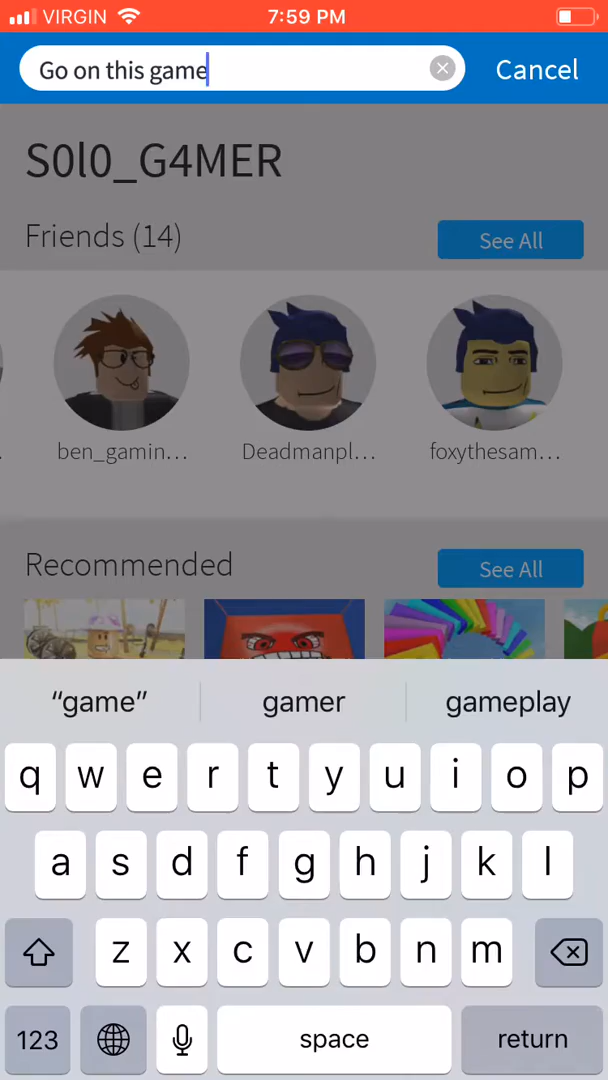 VIRGIN 7:59 PM
Go on this game Cancel
S0l0_G4MER
Friends (14) See All
ben_gamin... Deadmanpl... foxythesam...
Recommended See All
“game” gamer gameplay
q w e r t y u i o p
a s d f g h j k l
z x c v b n m
123 space return